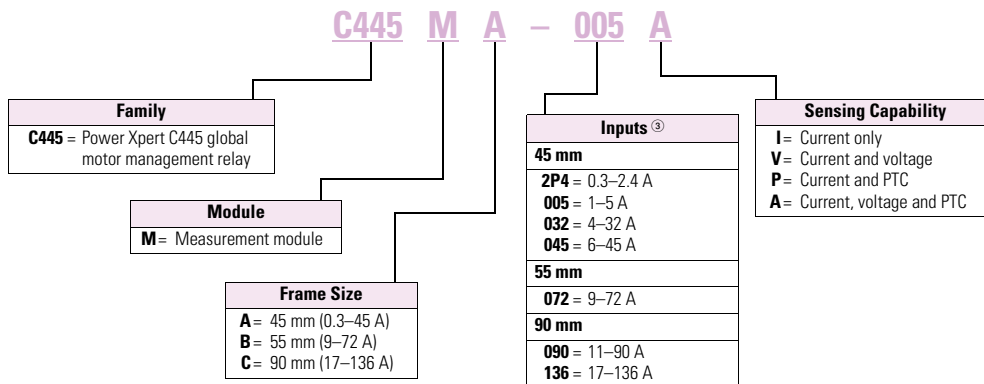 C445 M A – 005 A
Family
C445 = Power Xpert C445 global
motor management relay
Module
M = Measurement module
Frame Size
A = 45 mm (0.3–45 A)
B = 55 mm (9–72 A)
C = 90 mm (17–136 A)
Inputs ③
45 mm
2P4 = 0.3–2.4 A
005 = 1–5 A
032 = 4–32 A
045 = 6–45 A
55 mm
072 = 9–72 A
90 mm
090 = 11–90 A
136 = 17–136 A
Sensing Capability
I = Current only
V = Current and voltage
P = Current and PTC
A = Current, voltage and PTC